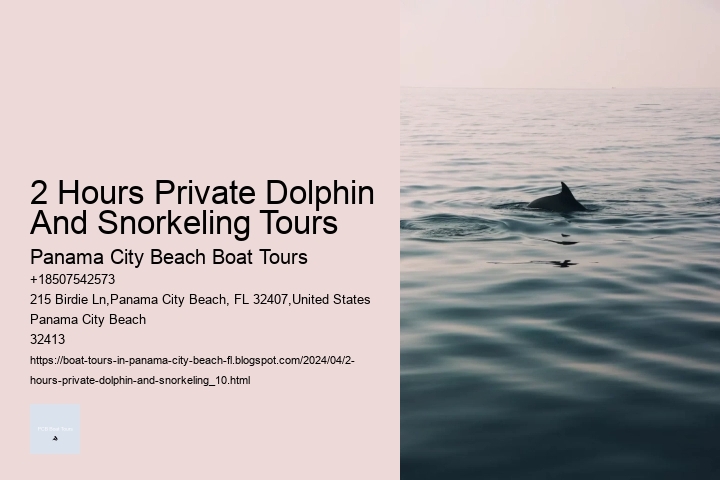 2 Hours Private Dolphin
And Snorkeling Tours
Panama City Beach Boat Tours
+18507542573
215 Birdie Ln,Panama City Beach, FL 32407,United States
Panama City Beach
32413
https://boat-tours-in-panama-city-beach-fl.blogspot.com/2024/04/2-
hours-private-dolphin-and-snorkeling_10.html